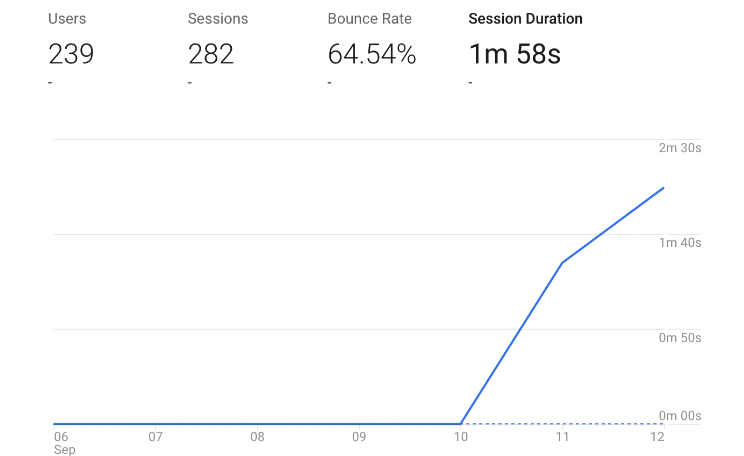 Users Sessions Bounce Rate Session Duration
239 282 64.54% 1m 58s
- - - -
2m 30s
1m 40s
0m 50s
0m 00s
06 07 08 09 10 11 12
Sep